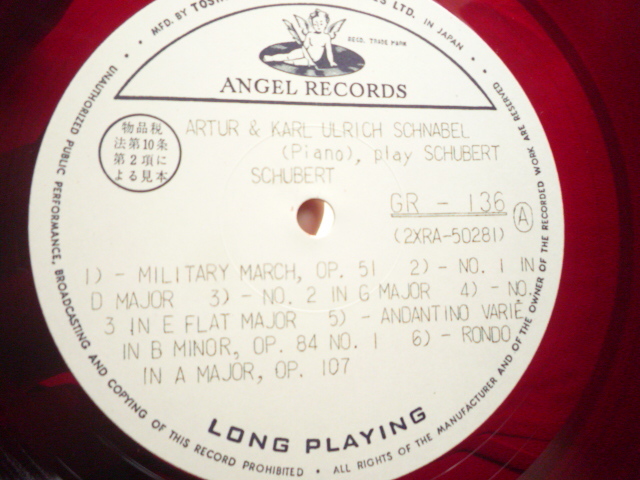 MFD. BY TOSHI
ES LTD. IN JAPAN
REGD. TRADE MARK
ANGEL RECORDS
物品税
法第10条
第2項に
よる見本
ARTUR & KARL ULRICH SCHNABEL
(Piano), play SCHUBERT
SCHUBERT
GR - 136
(2XRA-50281)
A
1) - MILITARY MARCH, OP. 51 2) - NO. 1 IN
D MAJOR 3) - NO. 2 IN G MAJOR 4) - NO.
3 IN E FLAT MAJOR 5) - ANDANTINO VARIÉ
IN B MINOR, OP. 84 NO. 1 6) - RONDO
IN A MAJOR, OP. 107
LONG PLAYING
UNAUTHORIZED PUBLIC PERFORMANCE, BROADCASTING AND COPYING OF THIS RECORD PROHIBITED • ALL RIGHTS OF THE MANUFACTURER AND OF THE OWNER OF THE RECORDED WORK ARE RESERVED